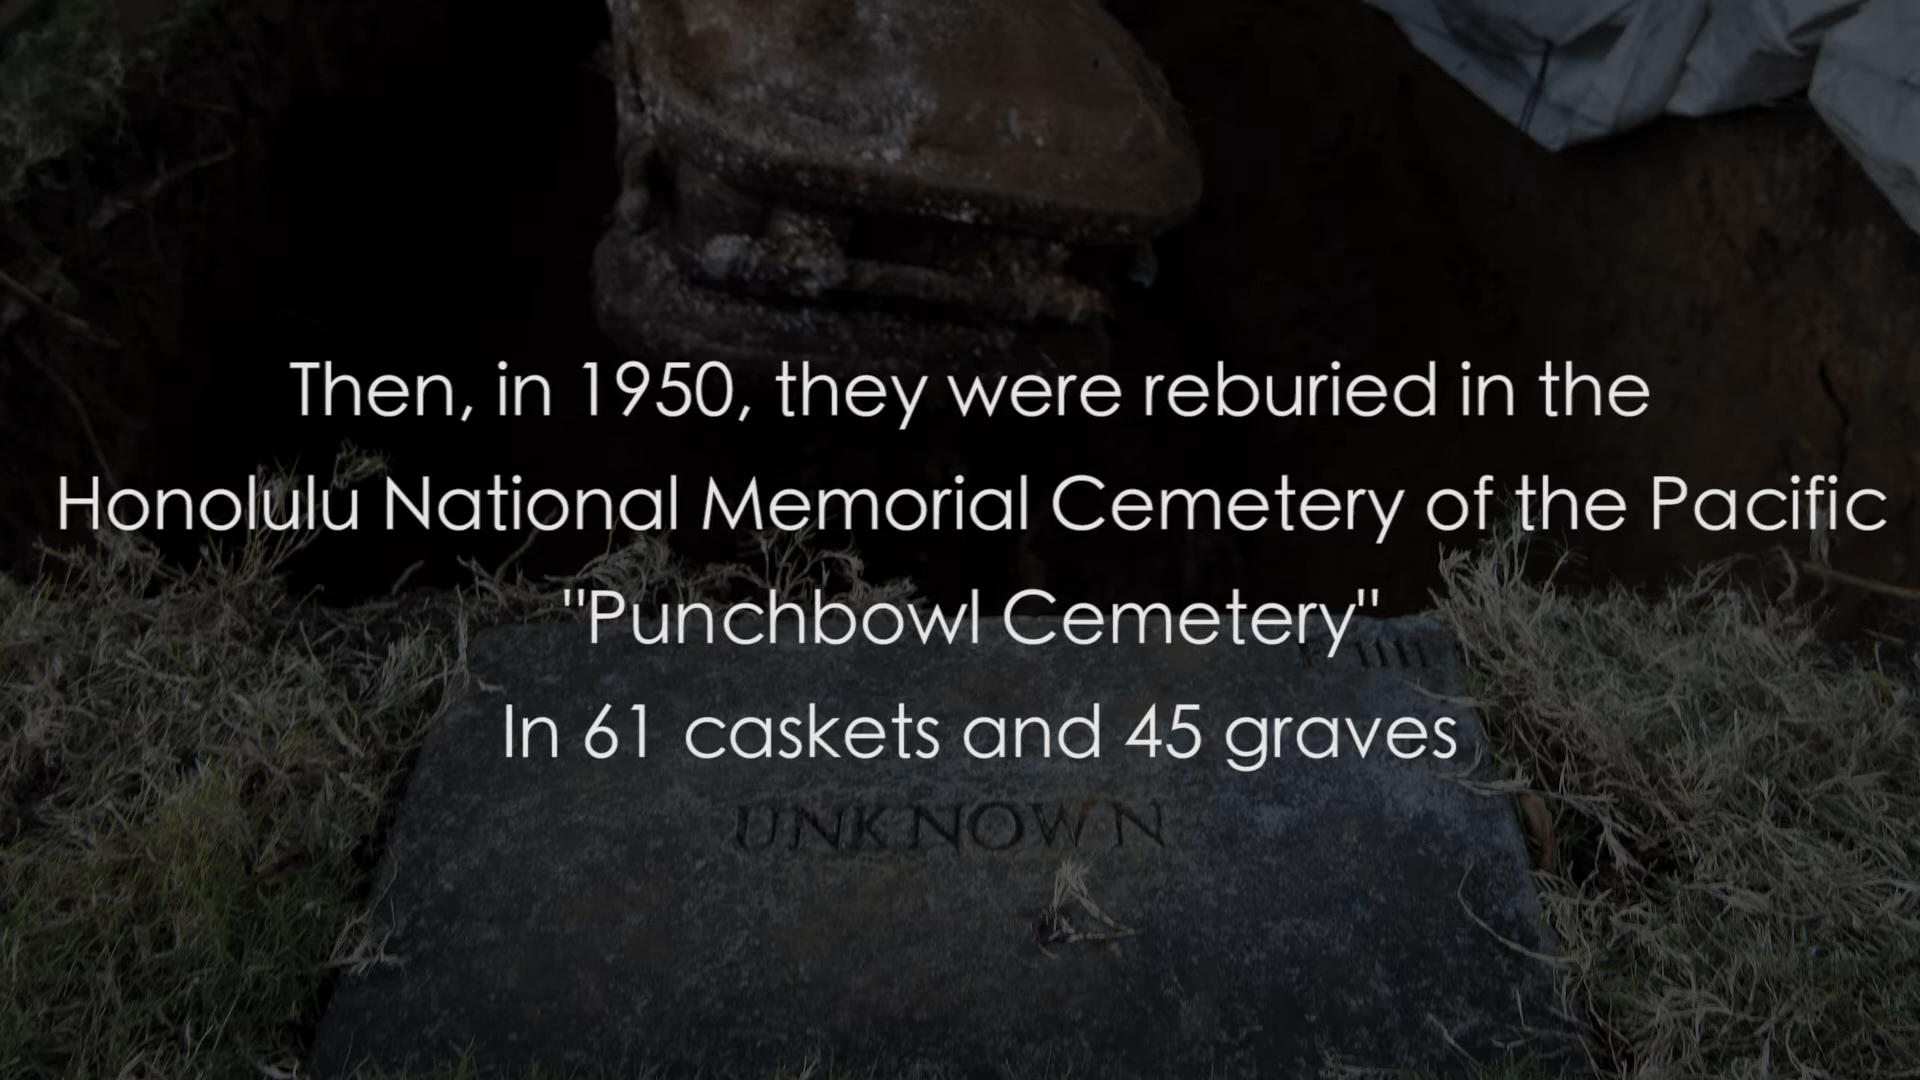 Then, in 1950, they were reburied in the
Honolulu National Memorial Cemetery of the Pacific
"Punchbowl Cemetery"
In 61 caskets and 45 graves
UNKNOWN